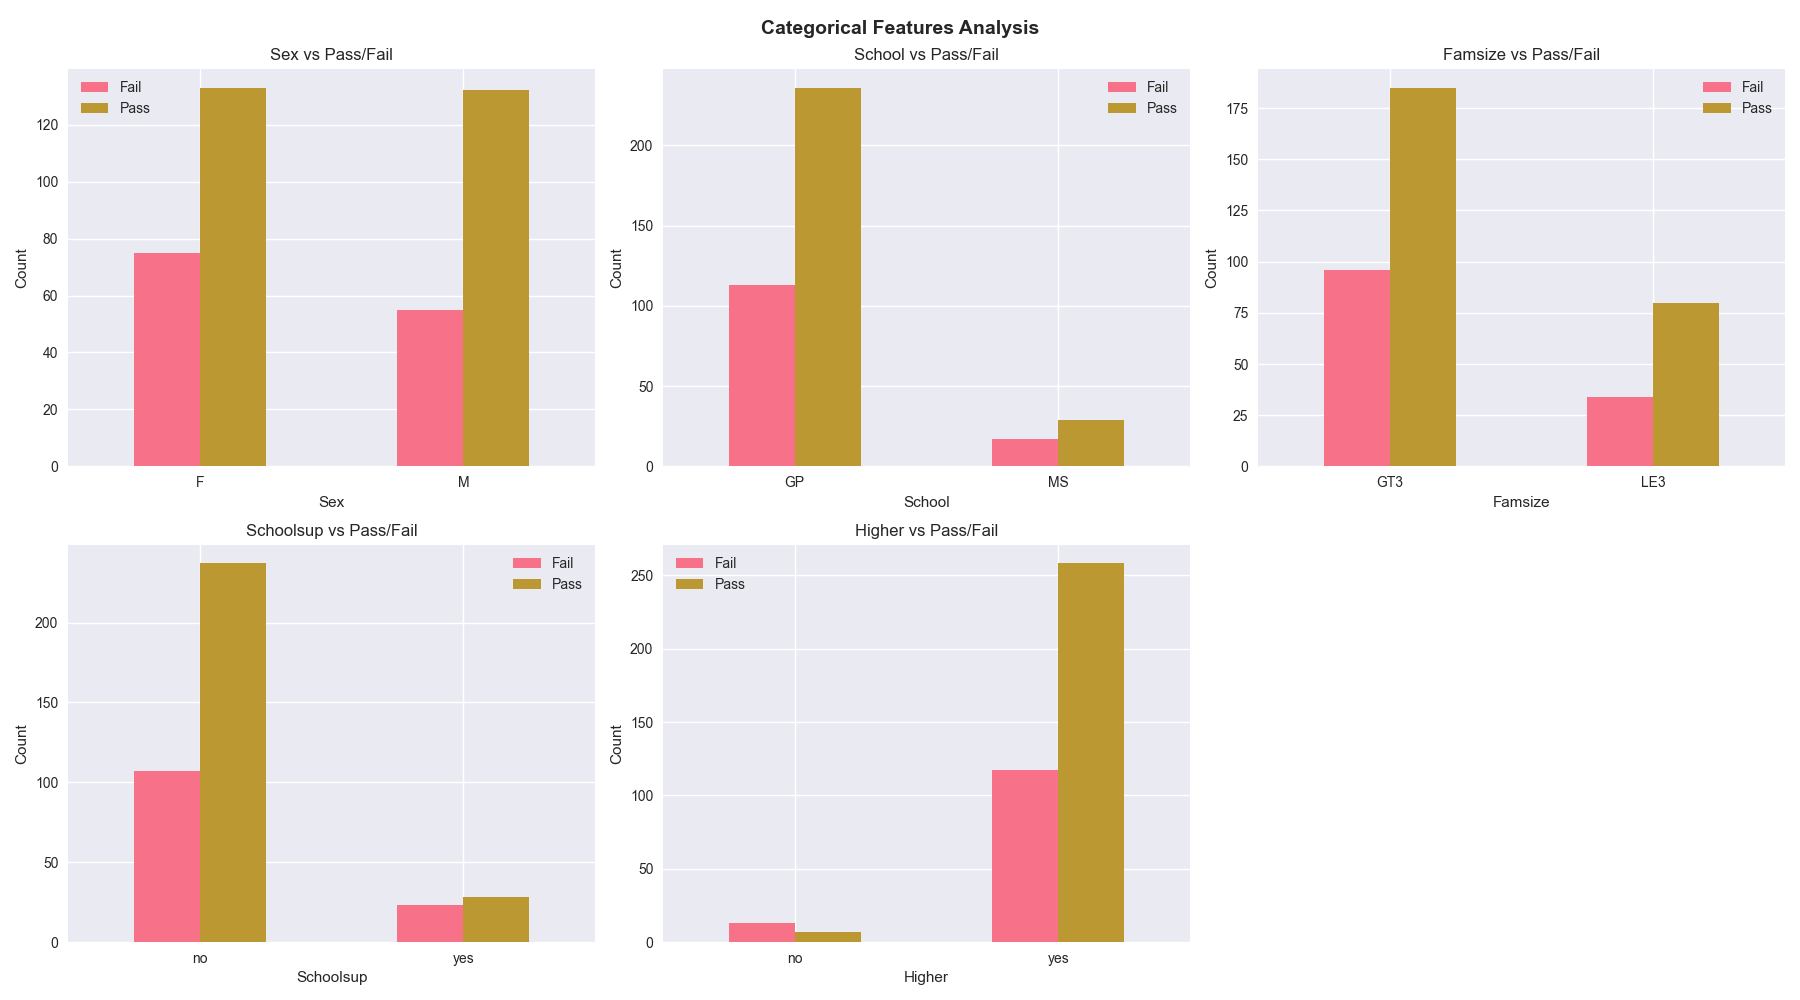 Categorical Features Analysis
Sex vs Pass/Fail
Fail
Pass
120
100
80
60
40
20
0
Count
F
M
Sex
School vs Pass/Fail
Fail
Pass
200
150
100
50
0
Count
GP
MS
School
Famsize vs Pass/Fail
Fail
Pass
175
150
125
100
75
50
25
0
Count
GT3
LE3
Famsize
Schoolsup vs Pass/Fail
Fail
Pass
200
150
100
50
0
Count
no
yes
Schoolsup
Higher vs Pass/Fail
Fail
Pass
250
200
150
100
50
0
Count
no
yes
Higher